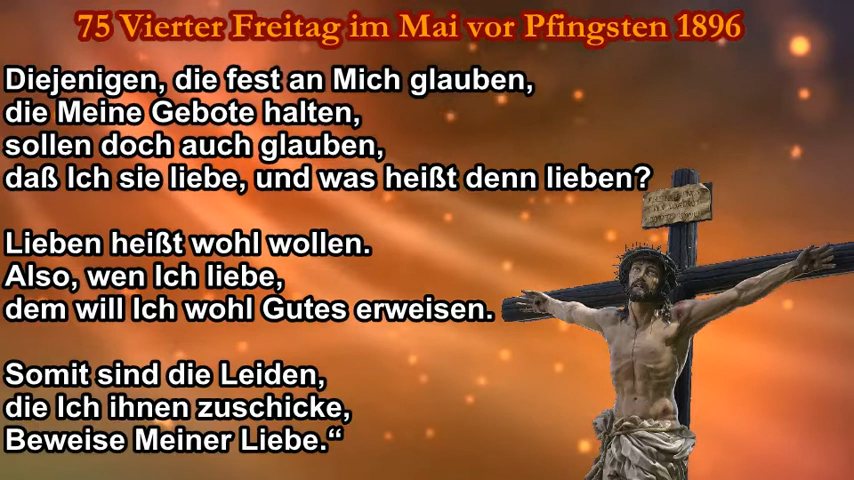 75 Vierter Freitag im Mai vor Pfingsten 1896
Diejenigen, die fest an Mich glauben,
die Meine Gebote halten,
sollen doch auch glauben,
daß Ich sie liebe, und was heißt denn lieben?
Lieben heißt wohl wollen.
Also, wen Ich liebe,
dem will Ich wohl Gutes erweisen.
Somit sind die Leiden,
die Ich ihnen zuschicke,
Beweise Meiner Liebe.“